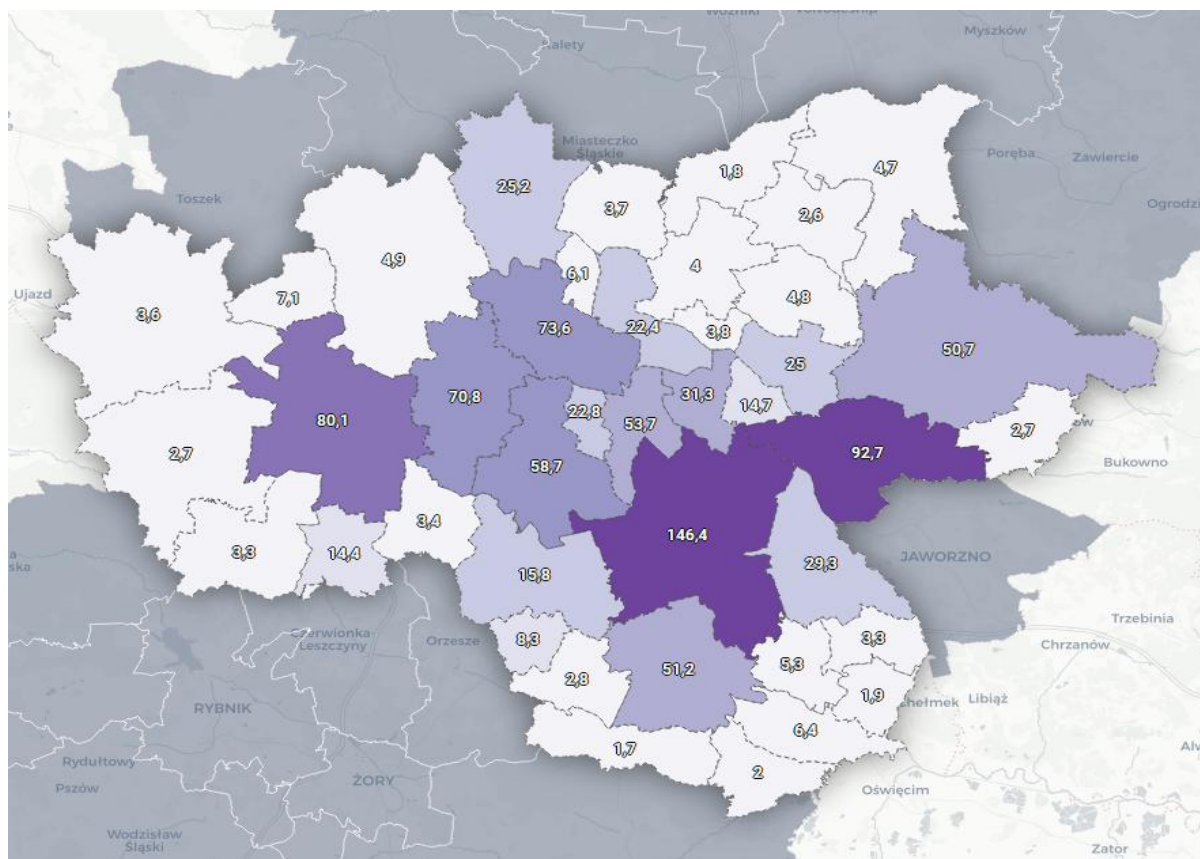 Kalety
Myszków
Miasteczko
Śląskie
Poręba
Zawiercie
Toszek
Ujazd
25,2
3,7
1,8
4,7
2,6
4,9
6,1
4
3,6
7,1
4,8
73,6
22,4
3,8
50,7
25
80,1
70,8
22,8
53,7
31,3
14,7
2,7
2,7
58,7
92,7
Bukowno
3,4
146,4
3,3
14,4
15,8
29,3
JAWORZNO
Czerwionka-
Leszczyny
Orzesze
8,3
3,3
Trzebinia
Chrzanów
5,3
51,2
2,8
1,9
Libiąż
RYBNIK
6,4
1,7
2
Rydułtowy
Pszów
ŻORY
Oświęcim
Wodzisław
Śląski
Zator